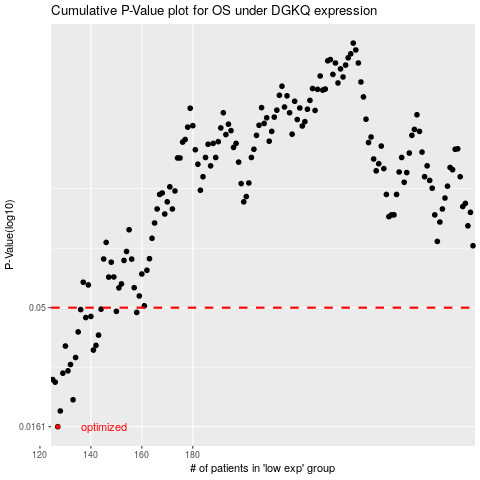 Cumulative P-Value plot for OS under DGKQ expression
P-Value(log10)
0.05
0.0161
optimized
120 140 160 180
# of patients in 'low exp' group